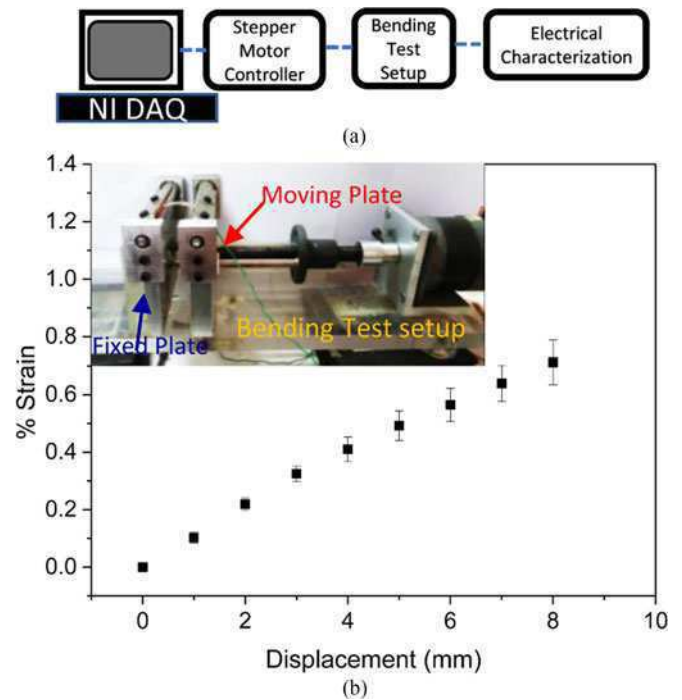 Stepper
Motor
Controller
Bending
Test
Setup
Electrical
Characterization
NI DAQ
(a)
1.4
1.2
1.0
0.8
0.6
0.4
0.2
0.0
% Strain
Moving Plate
Fixed Plate
Bending Test setup
0
2
4
6
8
10
Displacement (mm)
(b)